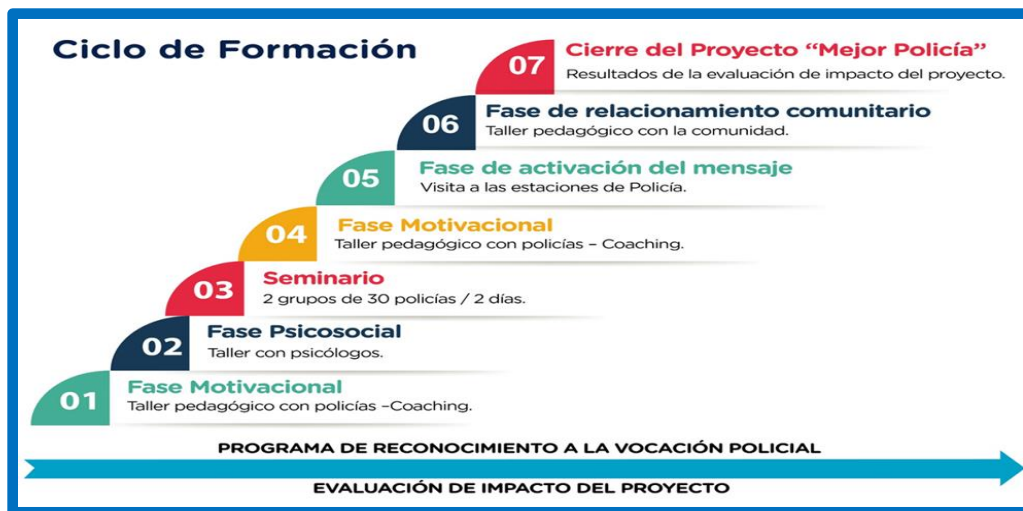 Ciclo de Formación
07
Cierre del Proyecto “Mejor Policía”
Resultados de la evaluación de impacto del proyecto.
06
Fase de relacionamiento comunitario
Taller pedagógico con la comunidad.
05
Fase de activación del mensaje
Visita a las estaciones de Policía.
04
Fase Motivacional
Taller pedagógico con policías – Coaching.
03
Seminario
2 grupos de 30 policías / 2 días.
02
Fase Psicosocial
Taller con psicólogos.
01
Fase Motivacional
Taller pedagógico con policías –Coaching.
PROGRAMA DE RECONOCIMIENTO A LA VOCACIÓN POLICIAL
EVALUACIÓN DE IMPACTO DEL PROYECTO